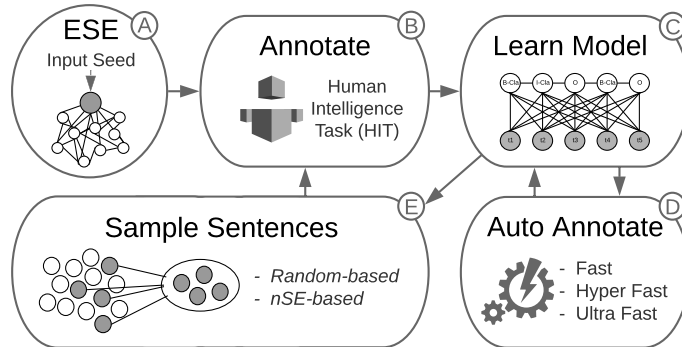 ESE
A
Input Seed
Annotate
B
Human
Intelligence
Task (HIT)
Learn Model
C
B-Cla I-Cla O B-Cla O
t1 t2 t3 t4 t5
Sample Sentences
E
- Random-based
- nSE-based
Auto Annotate
D
- Fast
- Hyper Fast
- Ultra Fast